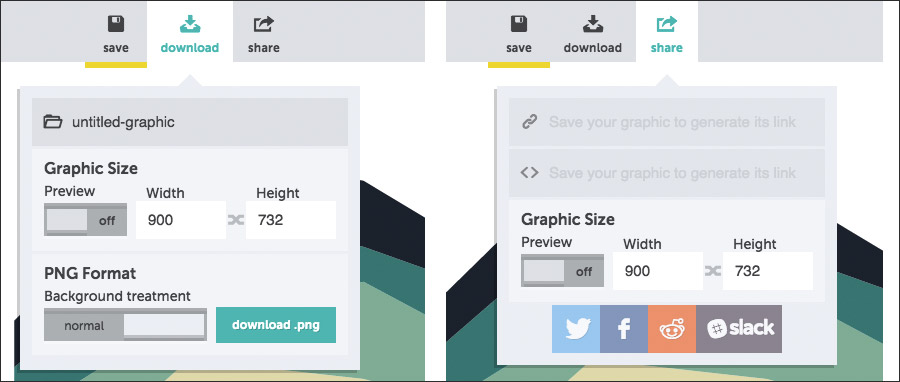 save
download
share
untitled-graphic
Graphic Size
Preview
Width
Height
off
900
732
PNG Format
Background treatment
normal
download .png
save
download
share
Save your graphic to generate its link
Save your graphic to generate its link
Graphic Size
Preview
Width
Height
off
900
732
slack